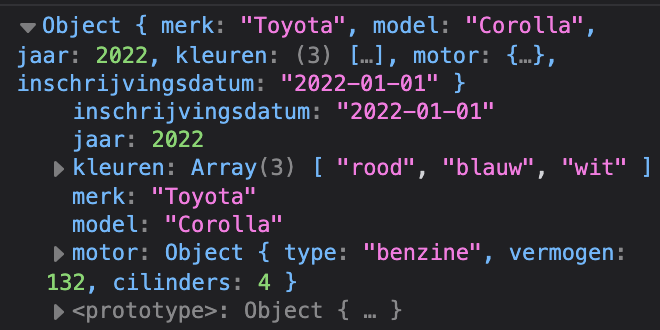 Object { merk: "Toyota", model: "Corolla",
jaar: 2022, kleuren: (3) […], motor: {…},
inschrijvingsdatum: "2022-01-01" }
inschrijvingsdatum: "2022-01-01"
jaar: 2022
kleuren: Array(3) [ "rood", "blauw", "wit" ]
merk: "Toyota"
model: "Corolla"
motor: Object { type: "benzine", vermogen:
132, cilinders: 4 }
<prototype>: Object { … }